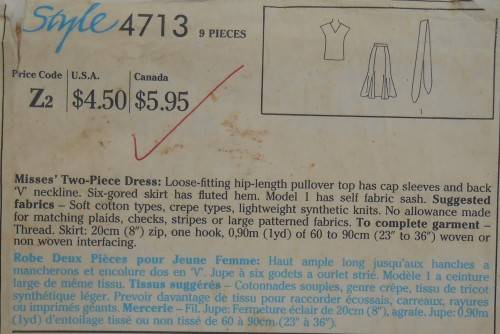 Style 4713 9 PIECES
Price Code U.S.A. Canada
Z2 $4.50 $5.95
1
Misses' Two-Piece Dress: Loose-fitting hip-length pullover top has cap sleeves and back
'V' neckline. Six-gored skirt has fluted hem. Model 1 has self fabric sash. Suggested
fabrics – Soft cotton types, crepe types, lightweight synthetic knits. No allowance made
for matching plaids, checks, stripes or large patterned fabrics. To complete garment –
Thread. Skirt: 20cm (8") zip, one hook, 0,90m (1yd) of 60 to 90cm (23" to 36") woven or
non woven interfacing.
Robe Deux Pièces pour Jeune Femme: Haut ample long jusqu'aux hanches a
mancherons et encolure dos en 'V'. Jupe à six godets a ourlet strié. Modèle 1 a ceinture
large de même tissu. Tissus suggérés – Cotonnades souples, genre crêpe, tissu de tricot
synthétique léger. Prevoir davantage de tissu pour raccorder écossais, carreaux, rayures
ou imprimés géants. Mercerie – Fil. Jupe: Fermeture éclair de 20cm (8"), agrafe. Jupe: 0,90m
(1yd) d'entoilage tissé ou non tissé de 60 à 90cm (23" à 36").